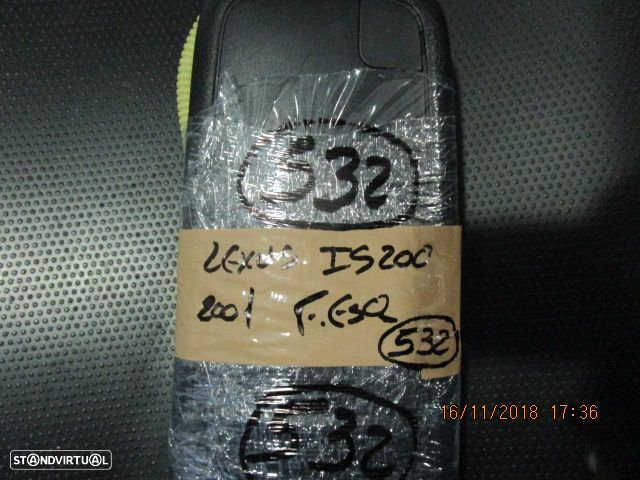 532
LEXUS IS200
2001 F. ESQ
532
532
16/11/2018 17:36
STANDVIRTUAL